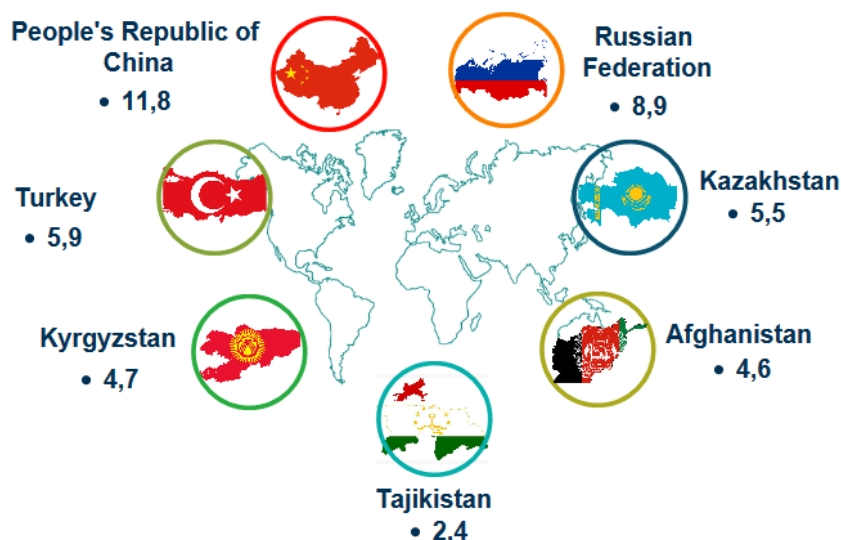 People's Republic of
China
• 11,8
Russian
Federation
• 8,9
Turkey
• 5,9
Kazakhstan
• 5,5
Kyrgyzstan
• 4,7
Afghanistan
• 4,6
Tajikistan
• 2,4